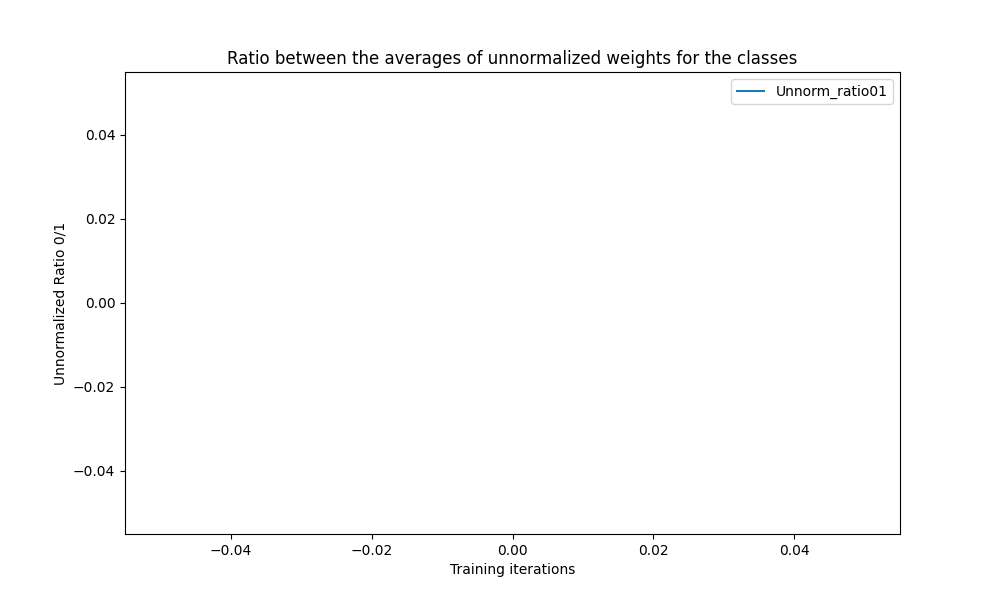 Ratio between the averages of unnormalized weights for the classes
Unnorm_ratio01
Unnormalized Ratio 0/1
0.04
0.02
0.00
−0.02
−0.04
−0.04
−0.02
0.00
0.02
0.04
Training iterations